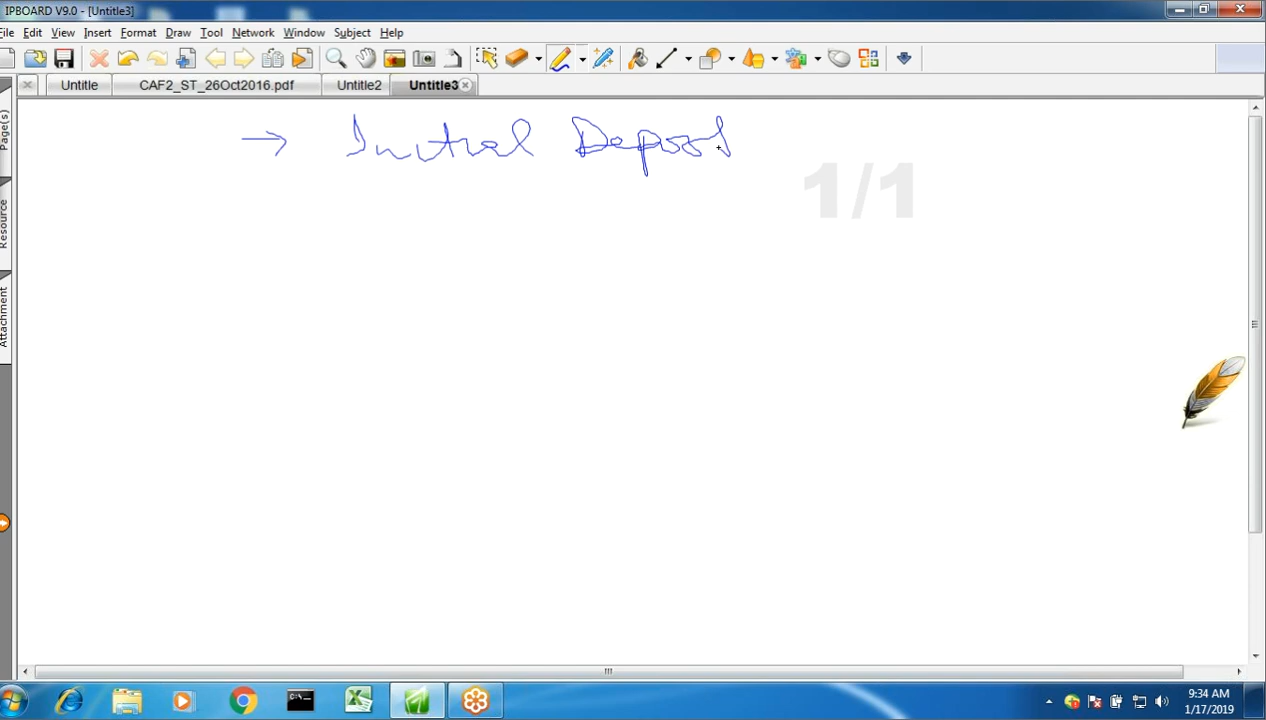 IPBOARD V9.0 - [Untitle3]
File Edit View Insert Format Draw Tool Network Window Subject Help
Untitle CAF2_ST_26Oct2016.pdf Untitle2 Untitle3
→ Initial Deposi
1/1
Page(s)
Resource
Attachment
9:34 AM
1/17/2019